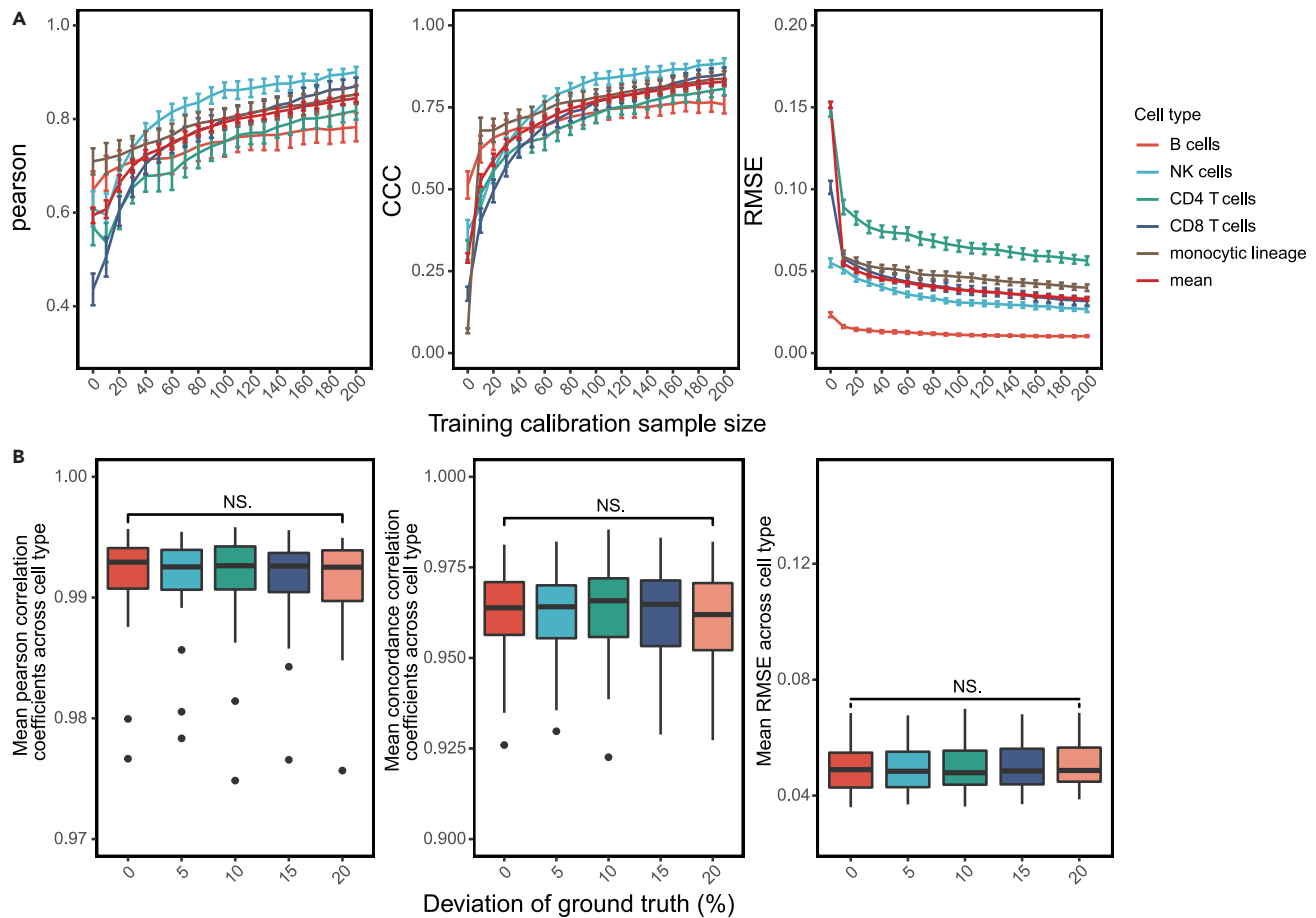 A
pearson
1.0
0.8
0.6
0.4
0 20 40 60 80 100 120 140 160 180 200
CCC
1.00
0.75
0.50
0.25
0.00
0 20 40 60 80 100 120 140 160 180 200
RMSE
0.20
0.15
0.10
0.05
0.00
0 20 40 60 80 100 120 140 160 180 200
Training calibration sample size
Cell type
B cells
NK cells
CD4 T cells
CD8 T cells
monocytic lineage
mean
B
Mean pearson correlation
coefficients across cell type
1.00
0.99
0.98
0.97
NS.
0 5 10 15 20
Mean concordance correlation
coefficients across cell type
1.000
0.975
0.950
0.925
0.900
NS.
0 5 10 15 20
Mean RMSE across cell type
0.12
0.08
0.04
NS.
0 5 10 15 20
Deviation of ground truth (%)